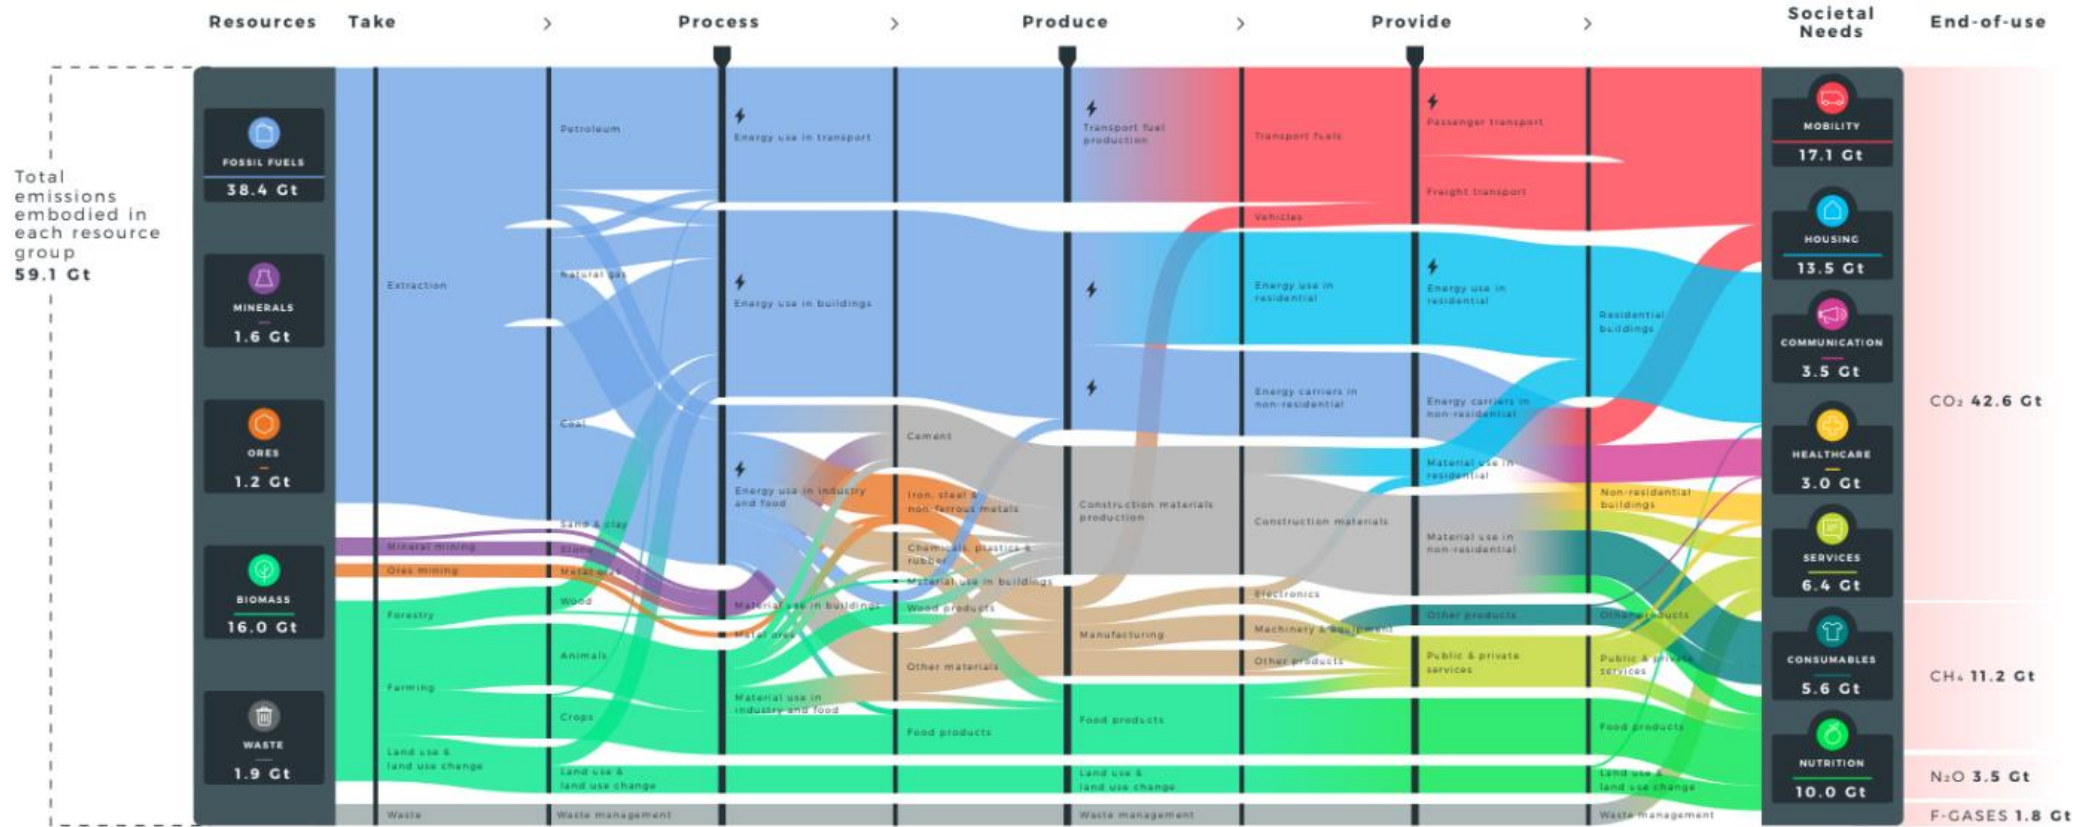 Resources
Take
Process
Produce
Provide
Societal
Needs
End-of-use
Total
emissions
embodied in
each resource
group
59.1 Gt
FOSSIL FUELS
38.4 Gt
MINERALS
1.6 Gt
ORES
1.2 Gt
BIOMASS
16.0 Gt
WASTE
1.9 Gt
Extraction
Mineral mining
Ores mining
Forestry
Farming
Land use &
land use change
Waste
Petroleum
Natural gas
Coal
Sand & clay
Stone
Metal ores
Wood
Animals
Crops
Land use &
land use change
Waste management
Energy use in transport
Energy use in buildings
Energy use in industry
and food
Material use in buildings
Metal ores
Material use in
industry and food
Cement
Iron, steel &
non-ferrous metals
Chemicals, plastics &
rubber
Material use in buildings
Wood products
Other materials
Food products
Transport fuel
production
Construction materials
production
Manufacturing
Food products
Land use &
land use change
Waste management
Transport fuels
Vehicles
Energy use in
residential
Energy carriers in
non-residential
Construction materials
Electronics
Machinery & equipment
Other products
Passenger transport
Freight transport
Energy use in
residential
Energy carriers in
non-residential
Material use in
residential
Material use in
non-residential
Other products
Public & private
services
Residential
buildings
Non-residential
buildings
Other products
Public & private
services
Food products
Land use &
land use change
Waste management
MOBILITY
17.1 Gt
HOUSING
13.5 Gt
COMMUNICATION
3.5 Gt
HEALTHCARE
3.0 Gt
SERVICES
6.4 Gt
CONSUMABLES
5.6 Gt
NUTRITION
10.0 Gt
CO₂ 42.6 Gt
CH₄ 11.2 Gt
N₂O 3.5 Gt
F-GASES 1.8 Gt